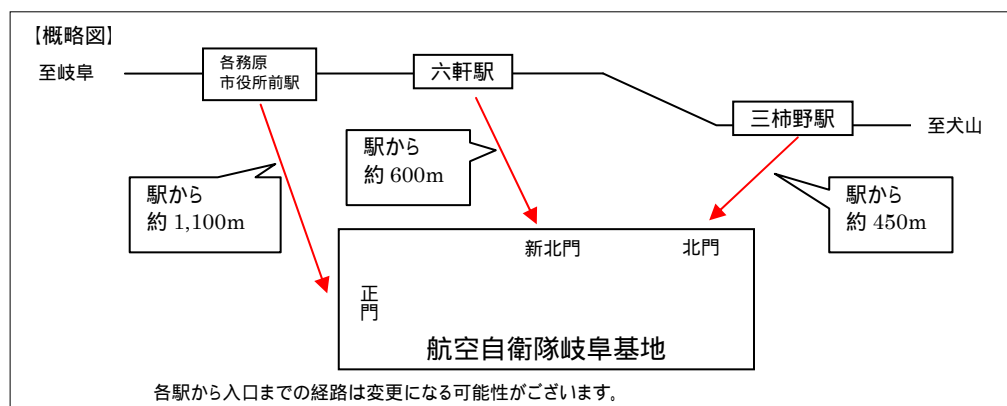 【概略図】
至岐阜
各務原
市役所前駅
六軒駅
三柿野駅
至犬山
駅から
約 1,100m
駅から
約 600m
駅から
約 450m
新北門
北門
正門
航空自衛隊岐阜基地
各駅から入口までの経路は変更になる可能性がございます。